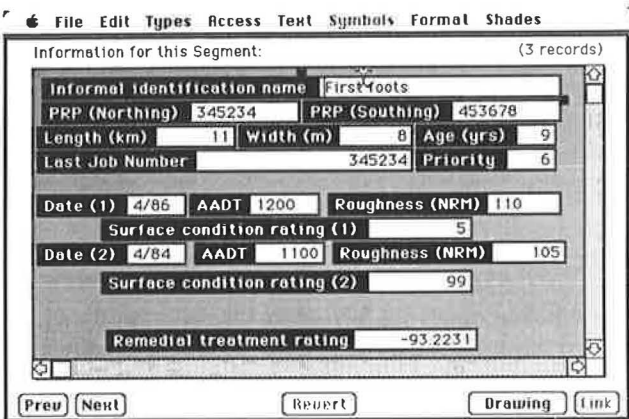 File Edit Types Access Text Symbols Format Shades
Information for this Segment: (3 records)
Informal identification name First foots
PRP (Northing) 345234 PRP (Southing) 453678
Length (km) 11 Width (m) 8 Age (yrs) 9
Last Job Number 345234 Priority 6
Date (1) 4/86 AADT 1200 Roughness (NRM) 110
Surface condition rating (1) 5
Date (2) 4/84 AADT 1100 Roughness (NRM) 105
Surface condition rating (2) 99
Remedial treatment rating -93.2231
Prev Next Revert Drawing Link